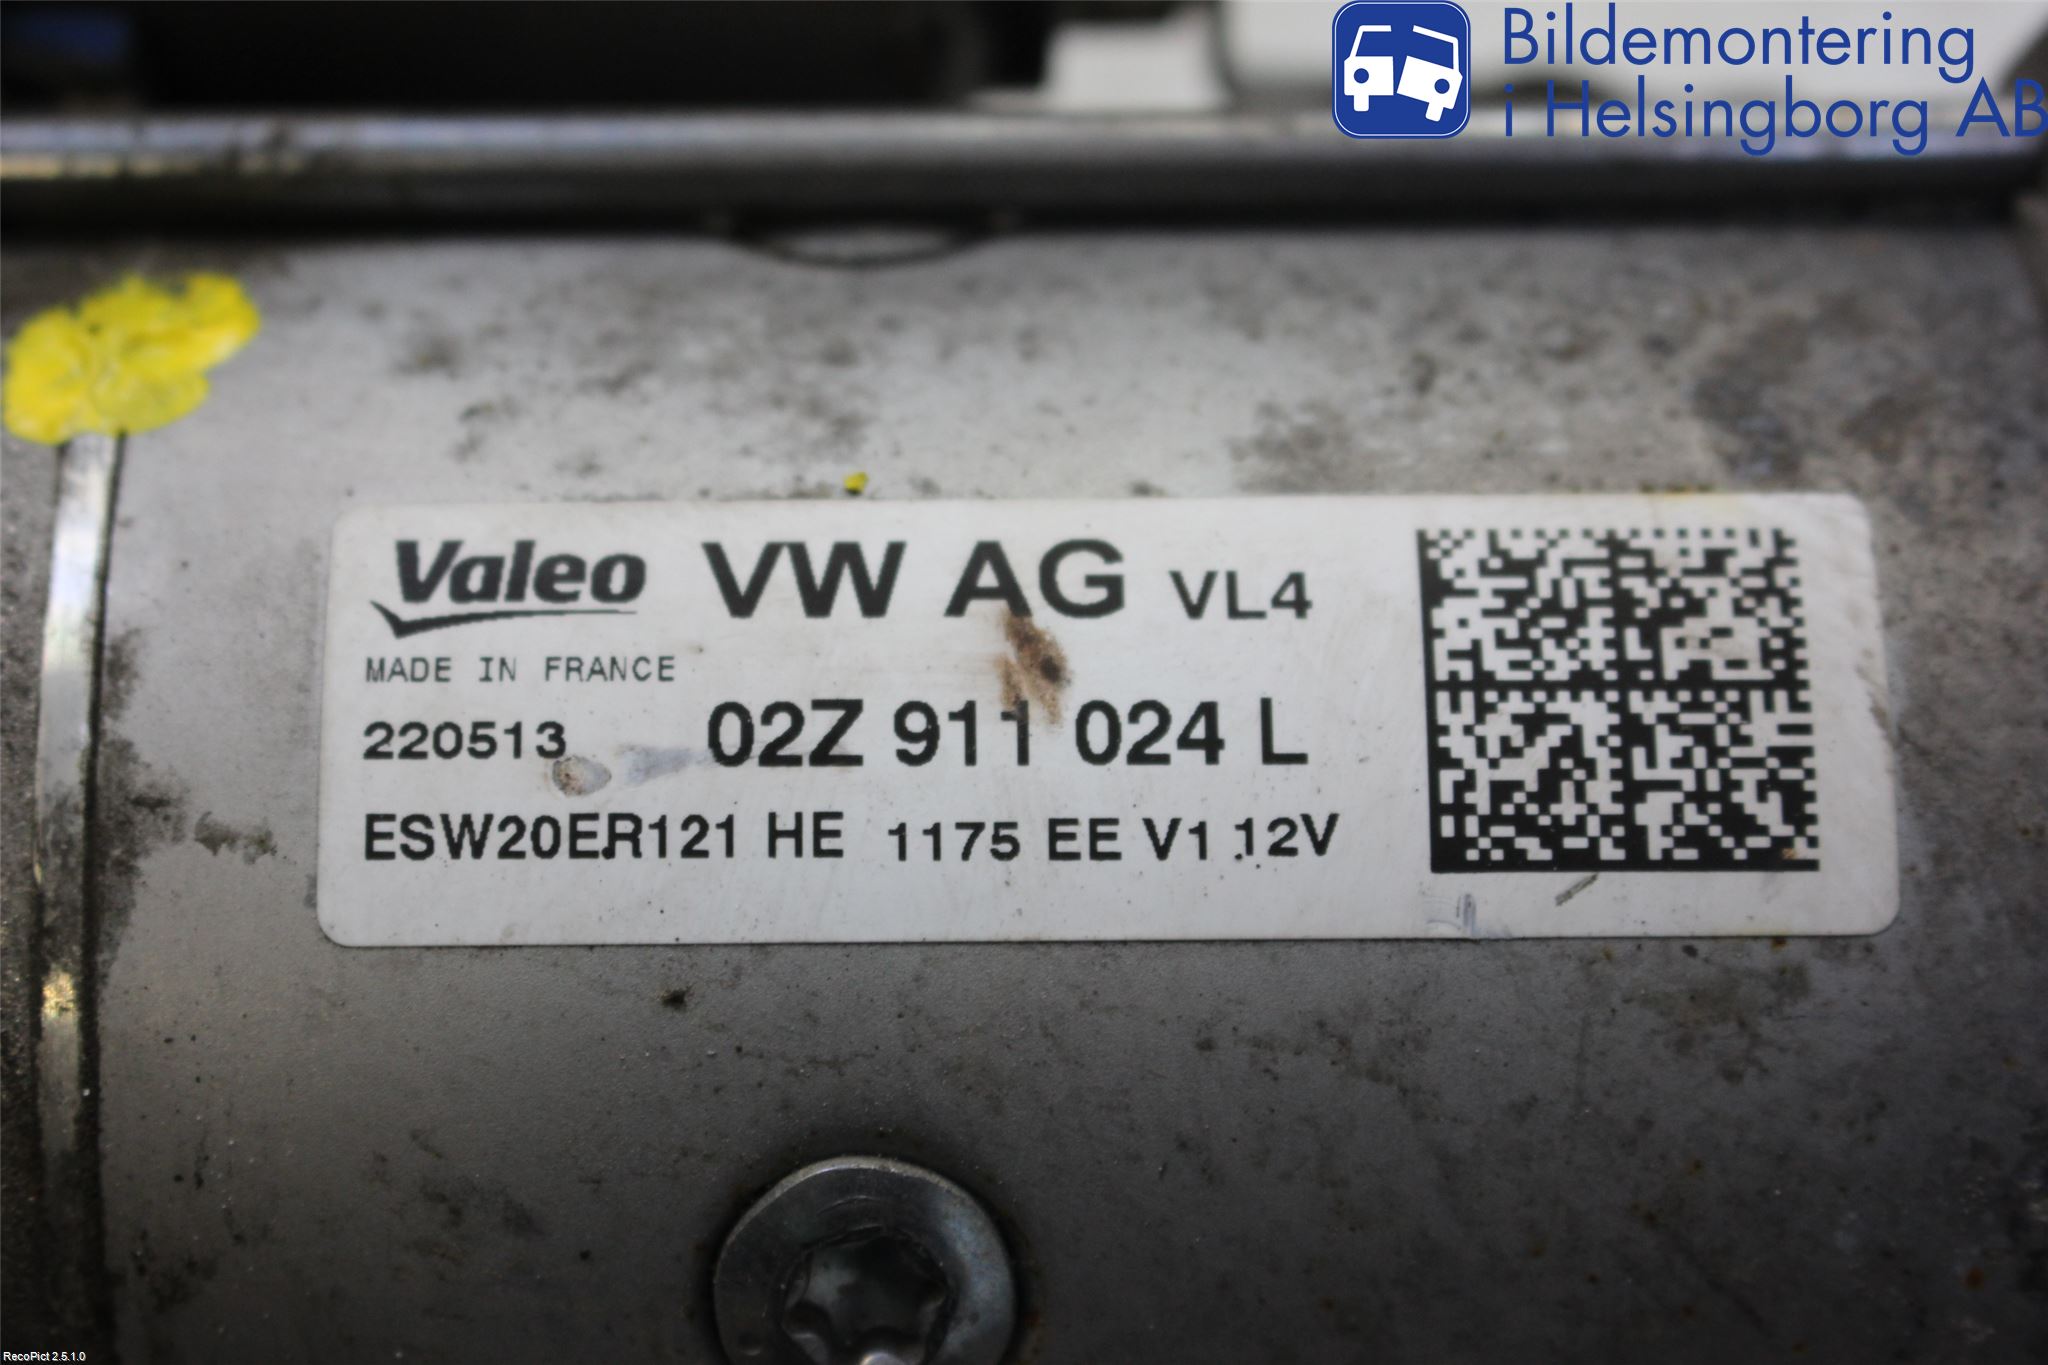 Bildemontering
i Helsingborg AB
Valeo VW AG VL4
MADE IN FRANCE
220513 02Z 911 024 L
ESW20ER121 HE 1175 EE V1 12V
RecoPict 2.5.1.0